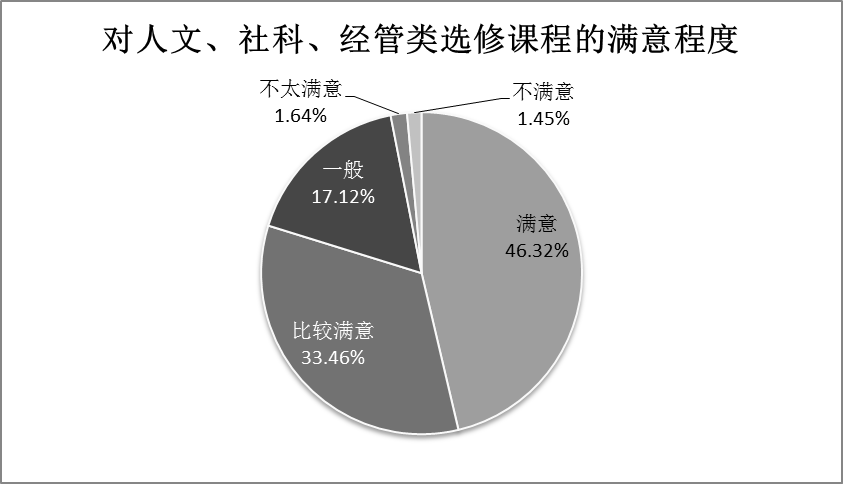 对人文、社科、经管类选修课程的满意程度
不太满意
1.64%
不满意
1.45%
一般
17.12%
满意
46.32%
比较满意
33.46%